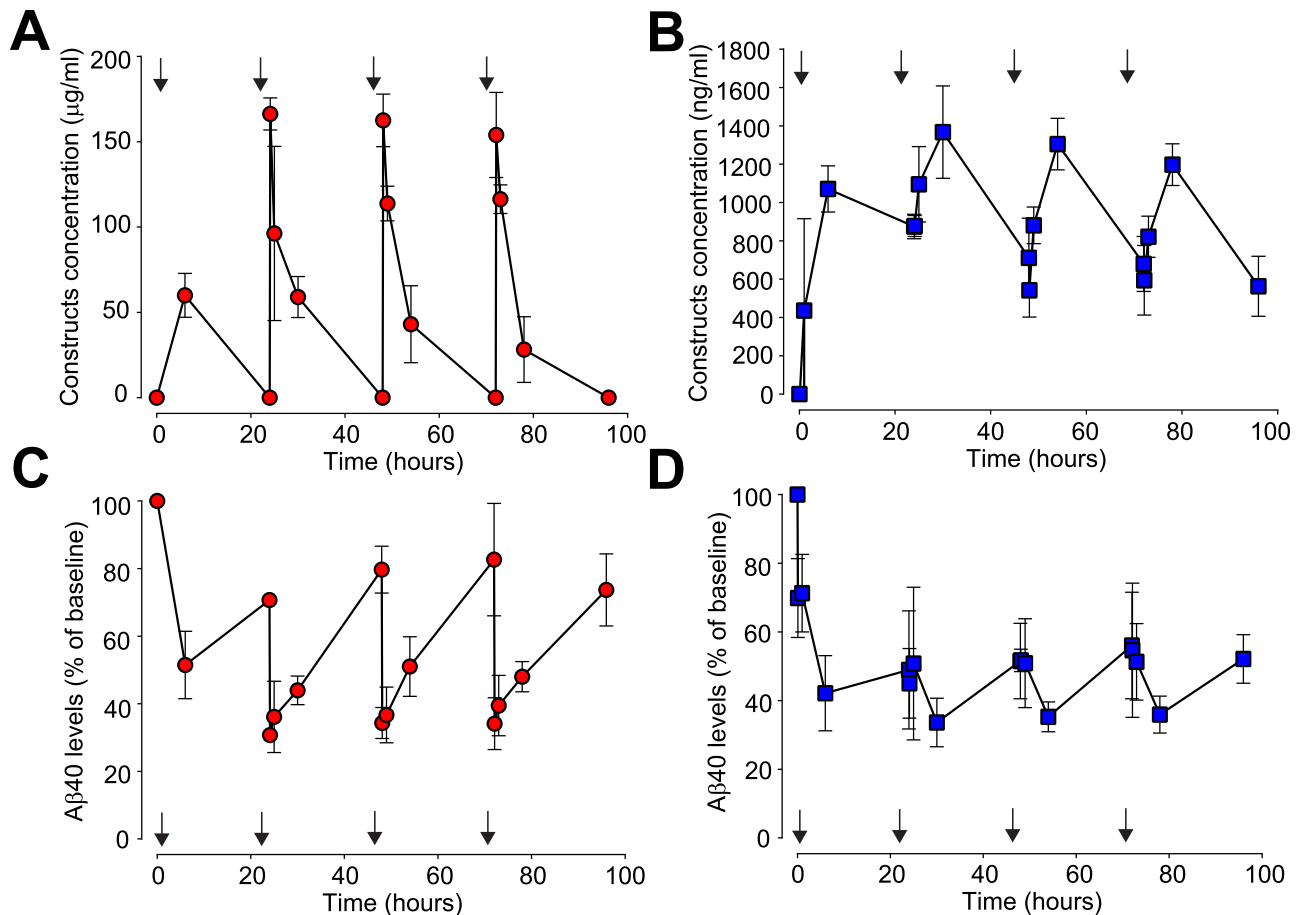 A
Constructs concentration (μg/ml)
200
150
100
50
0
0 20 40 60 80 100
Time (hours)
B
Constructs concentration (ng/ml)
1800
1600
1400
1200
1000
800
600
400
200
0
0 20 40 60 80 100
Time (hours)
C
Aβ40 levels (% of baseline)
100
80
60
40
20
0
0 20 40 60 80 100
Time (hours)
D
Aβ40 levels (% of baseline)
100
80
60
40
20
0
0 20 40 60 80 100
Time (hours)